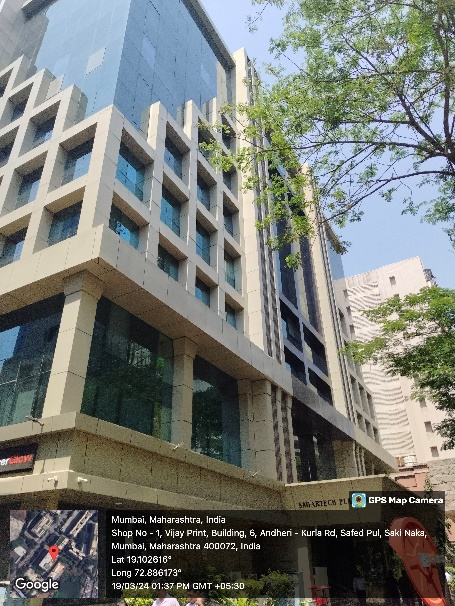 SAGARTECH PL
GPS Map Camera
Mumbai, Maharashtra, India
Shop No - 1, Vijay Print, Building, 6, Andheri - Kurla Rd, Safed Pul, Saki Naka,
Mumbai, Maharashtra 400072, India
Lat 19.102616°
Long 72.886173°
19/03/24 01:37 PM GMT +05:30
Google